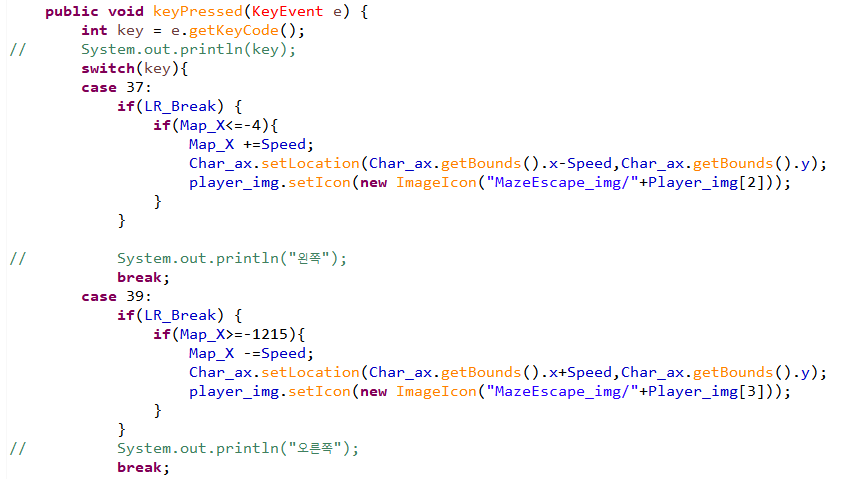 public void keyPressed(KeyEvent e) {
int key = e.getKeyCode();
// System.out.println(key);
switch(key){
case 37:
if(LR_Break) {
if(Map_X<=-4){
Map_X +=Speed;
Char_ax.setLocation(Char_ax.getBounds().x-Speed,Char_ax.getBounds().y);
player_img.setIcon(new ImageIcon("MazeEscape_img/"+Player_img[2]));
}
}
// System.out.println("왼쪽");
break;
case 39:
if(LR_Break) {
if(Map_X>=-1215){
Map_X -=Speed;
Char_ax.setLocation(Char_ax.getBounds().x+Speed,Char_ax.getBounds().y);
player_img.setIcon(new ImageIcon("MazeEscape_img/"+Player_img[3]));
}
}
// System.out.println("오른쪽");
break;